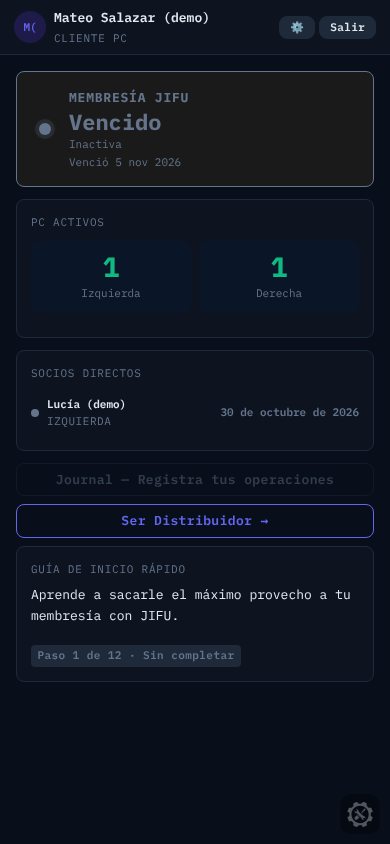 M(
Mateo Salazar (demo)
CLIENTE PC
Salir
MEMBRESÍA JIFU
Vencido
Inactiva
Venció 5 nov 2026
PC ACTIVOS
1
Izquierda
1
Derecha
SOCIOS DIRECTOS
Lucía (demo)
IZQUIERDA
30 de octubre de 2026
Journal — Registra tus operaciones
Ser Distribuidor →
GUÍA DE INICIO RÁPIDO
Aprende a sacarle el máximo provecho a tu
membresía con JIFU.
Paso 1 de 12 · Sin completar